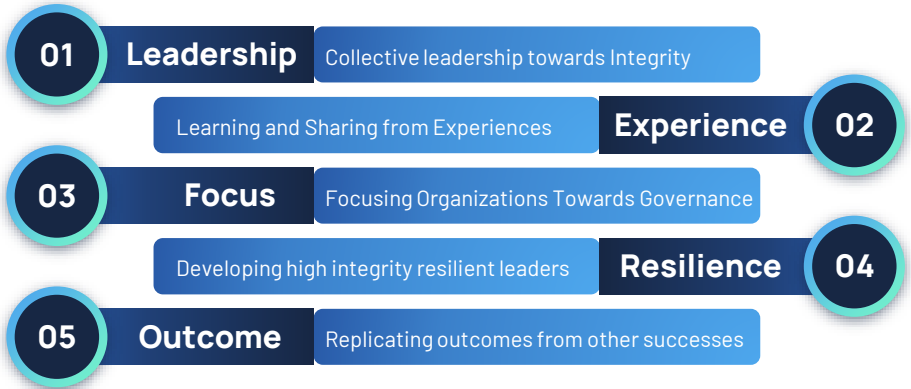 01 Leadership Collective leadership towards Integrity
Learning and Sharing from Experiences Experience 02
03 Focus Focusing Organizations Towards Governance
Developing high integrity resilient leaders Resilience 04
05 Outcome Replicating outcomes from other successes